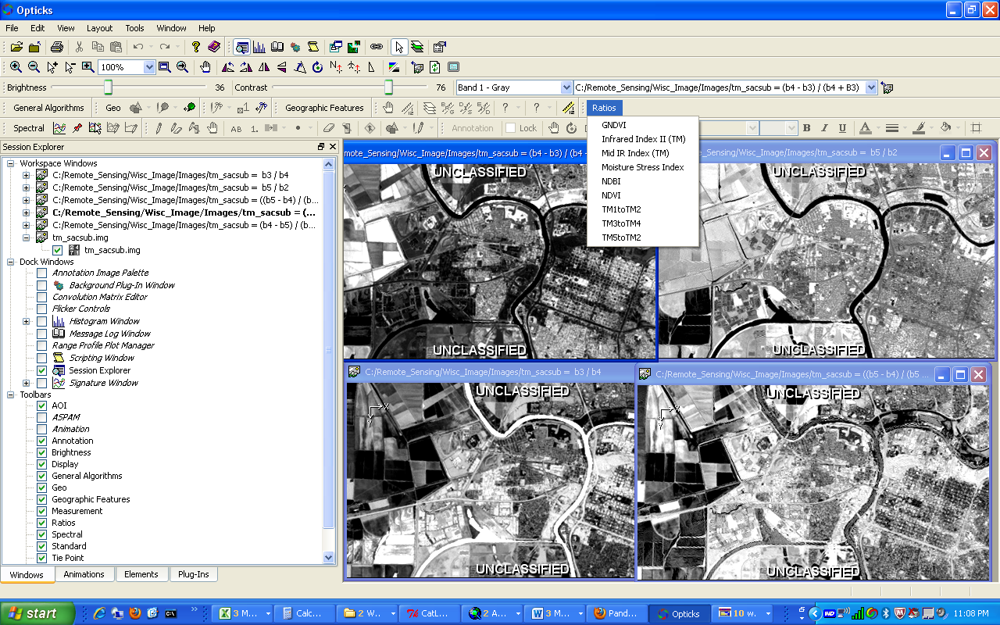 Opticks
File Edit View Layout Tools Window Help
100%
Brightness 36 Contrast 76 Band 1 - Gray C:/Remote_Sensing/Wisc_Image/Images/tm_sacsub = (b4 - b3) / (b4 + B3)
General Algorithms Geo Geographic Features Ratios
Spectral AB 1. Annotation Lock B I U A
GNDVI
Infrared Index II (TM)
Mid IR Index (TM)
Moisture Stress Index
NDBI
NDVI
TM1toTM2
TM3toTM4
TM5toTM2
Session Explorer
Workspace Windows
C:/Remote_Sensing/Wisc_Image/Images/tm_sacsub = b3 / b4
C:/Remote_Sensing/Wisc_Image/Images/tm_sacsub = b5 / b2
C:/Remote_Sensing/Wisc_Image/Images/tm_sacsub = ((b5 - b4) / (b...
C:/Remote_Sensing/Wisc_Image/Images/tm_sacsub = (...
C:/Remote_Sensing/Wisc_Image/Images/tm_sacsub = (b4 - b5) / (b...
tm_sacsub.img
tm_sacsub.img
Dock Windows
Annotation Image Palette
Background Plug-In Window
Convolution Matrix Editor
Flicker Controls
Histogram Window
Message Log Window
Range Profile Plot Manager
Scripting Window
Session Explorer
Signature Window
Toolbars
AOI
ASPAM
Animation
Annotation
Brightness
Display
General Algorithms
Geo
Geographic Features
Measurement
Ratios
Spectral
Standard
Tie Point
Windows Animations Elements Plug-Ins
mote_Sensing/Wisc_Image/Images/tm_sacsub = (b4 - b3) / (b4 -
UNCLASSIFIED
UNCLASSIFIED
Images/tm_sacsub = b5 / b2
UNCLASSIFIED
UNCLASSIFIED
C:/Remote_Sensing/Wisc_Image/Images/tm_sacsub = b3 / b4
UNCLASSIFIED
X
Y
UNCLASSIFIED
C:/Remote_Sensing/Wisc_Image/Images/tm_sacsub = ((b5 - b4) / (b5 ...
UNCLASSIFIED
X
Y
UNCLASSIFIED
start 3 M... Calc... 2 W... CatL... 2 A... 3 M... Pand... Opticks 10 w. 11:08 PM